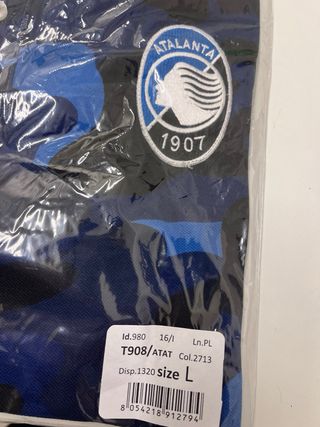 ATALANTA
1907
Id.980 16/I Ln.PL
T908/ATAT Col.2713
Disp.1320 Size L
8 054218 912794